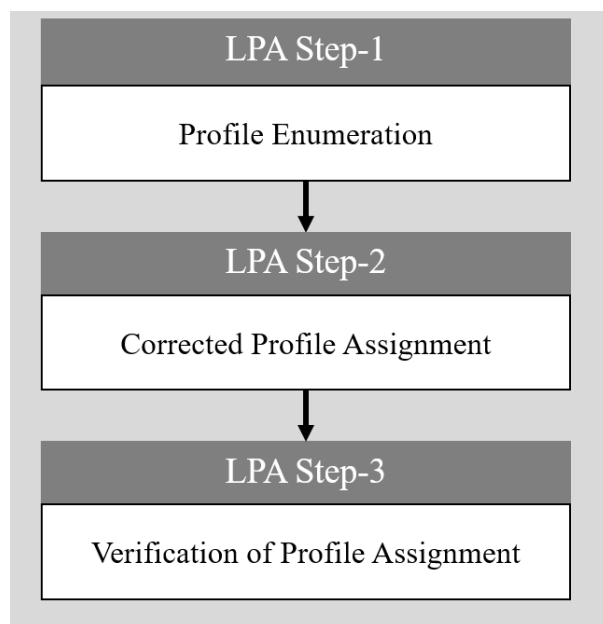 LPA Step-1
Profile Enumeration
LPA Step-2
Corrected Profile Assignment
LPA Step-3
Verification of Profile Assignment